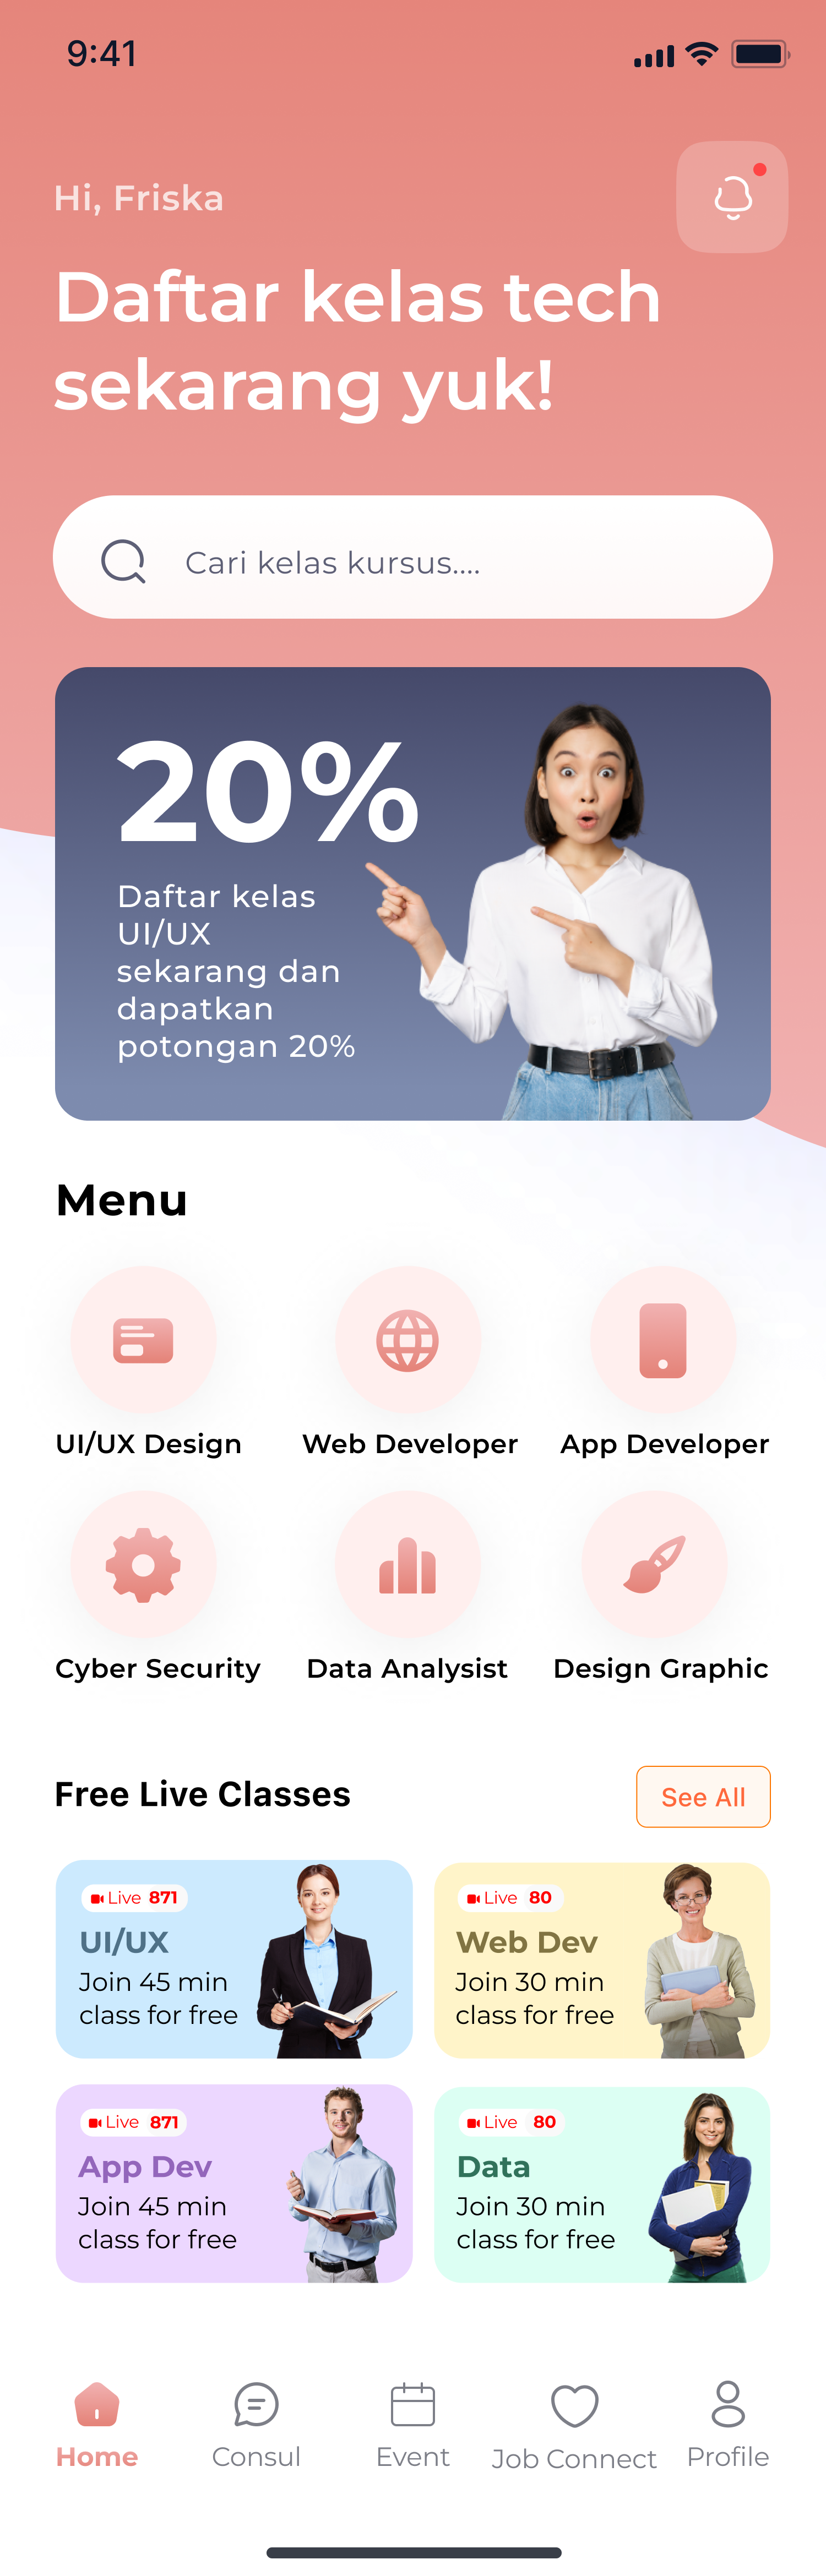 9:41
Hi, Friska
Daftar kelas tech
sekarang yuk!
Cari kelas kursus....
20%
Daftar kelas
UI/UX
sekarang dan
dapatkan
potongan 20%
Menu
UI/UX Design
Web Developer
App Developer
Cyber Security
Data Analysist
Design Graphic
Free Live Classes
See All
Live 871
UI/UX
Join 45 min
class for free
Live 80
Web Dev
Join 30 min
class for free
Live 871
App Dev
Join 45 min
class for free
Live 80
Data
Join 30 min
class for free
Home
Consul
Event
Job Connect
Profile